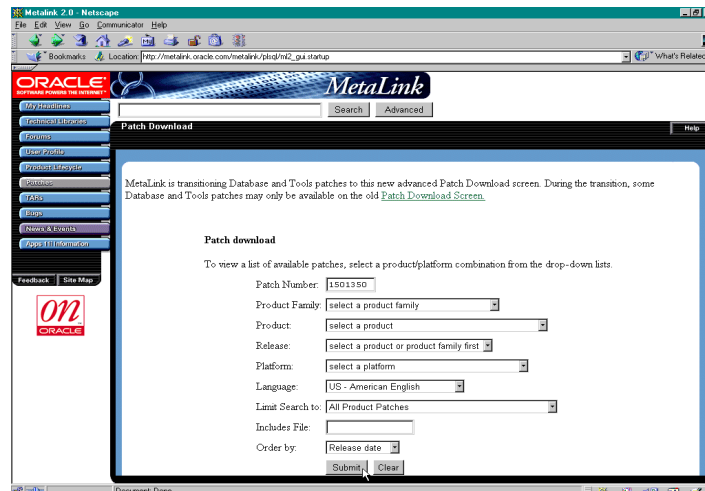 Metalink 2.0 - Netscape
File Edit View Go Communicator Help
Bookmarks Location: http://metalink.oracle.com/metalink/plsql/ml2_gui.startup What's Related
ORACLE
SOFTWARE POWERS THE INTERNET
MetaLink
Search Advanced
My Headlines
Technical Libraries
Forums
User Profile
Product Lifecycle
Patches
TARs
Bugs
News & Events
Apps 11i Information
Feedback Site Map
on
ORACLE
Patch Download Help
MetaLink is transitioning Database and Tools patches to this new advanced Patch Download screen. During the transition, some
Database and Tools patches may only be available on the old Patch Download Screen.
Patch download
To view a list of available patches, select a product/platform combination from the drop-down lists.
Patch Number: 1501350
Product Family: select a product family
Product: select a product
Release: select a product or product family first
Platform: select a platform
Language: US - American English
Limit Search to: All Product Patches
Includes File:
Order by: Release date
Submit Clear
Document: Done